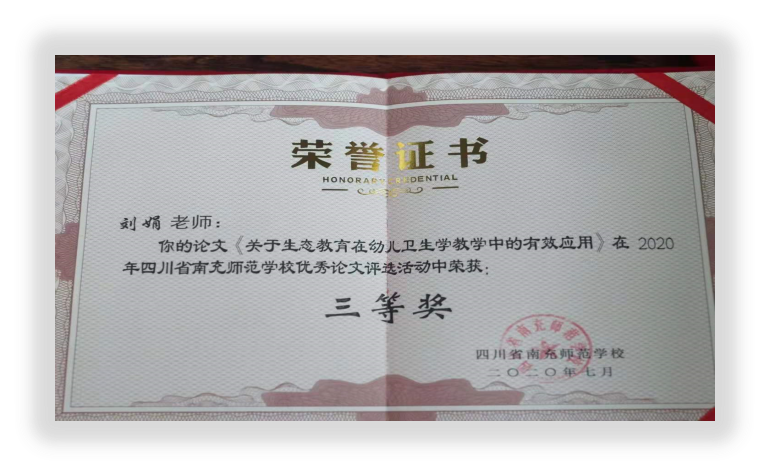 荣誉证书
HONORARY CREDENTIAL
刘娟 老师：
你的论文《关于生态教育在幼儿卫生学教学中的有效应用》在 2020
年四川省南充师范学校优秀论文评选活动中荣获：
三等奖
四川省南充师范学校
二〇二〇年七月